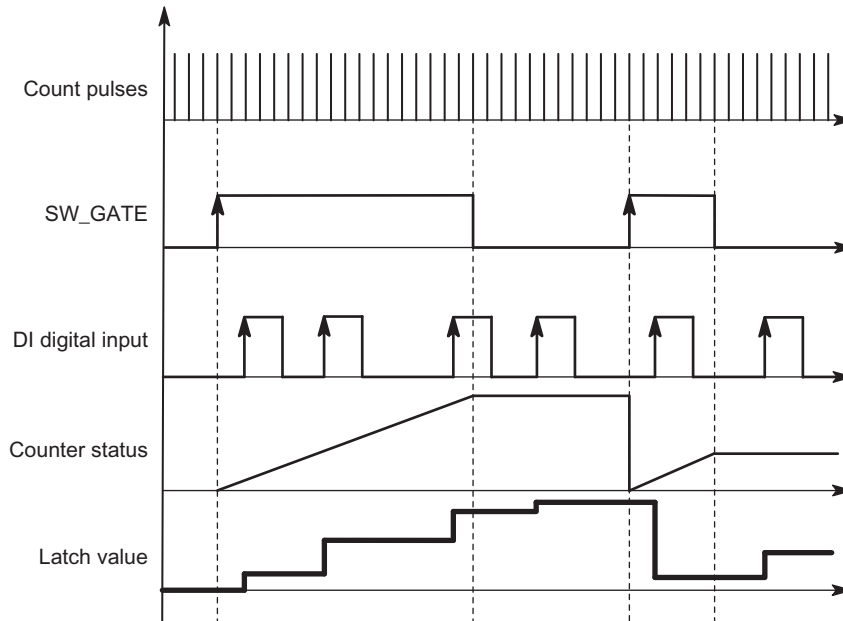 Count pulses
SW_GATE
DI digital input
Counter status
Latch value